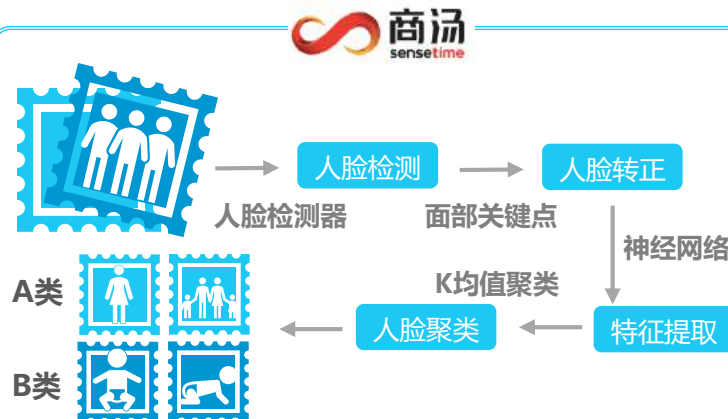 商汤
sensetime
人脸检测
人脸转正
人脸检测器
面部关键点
神经网络
K均值聚类
A类
人脸聚类
特征提取
B类